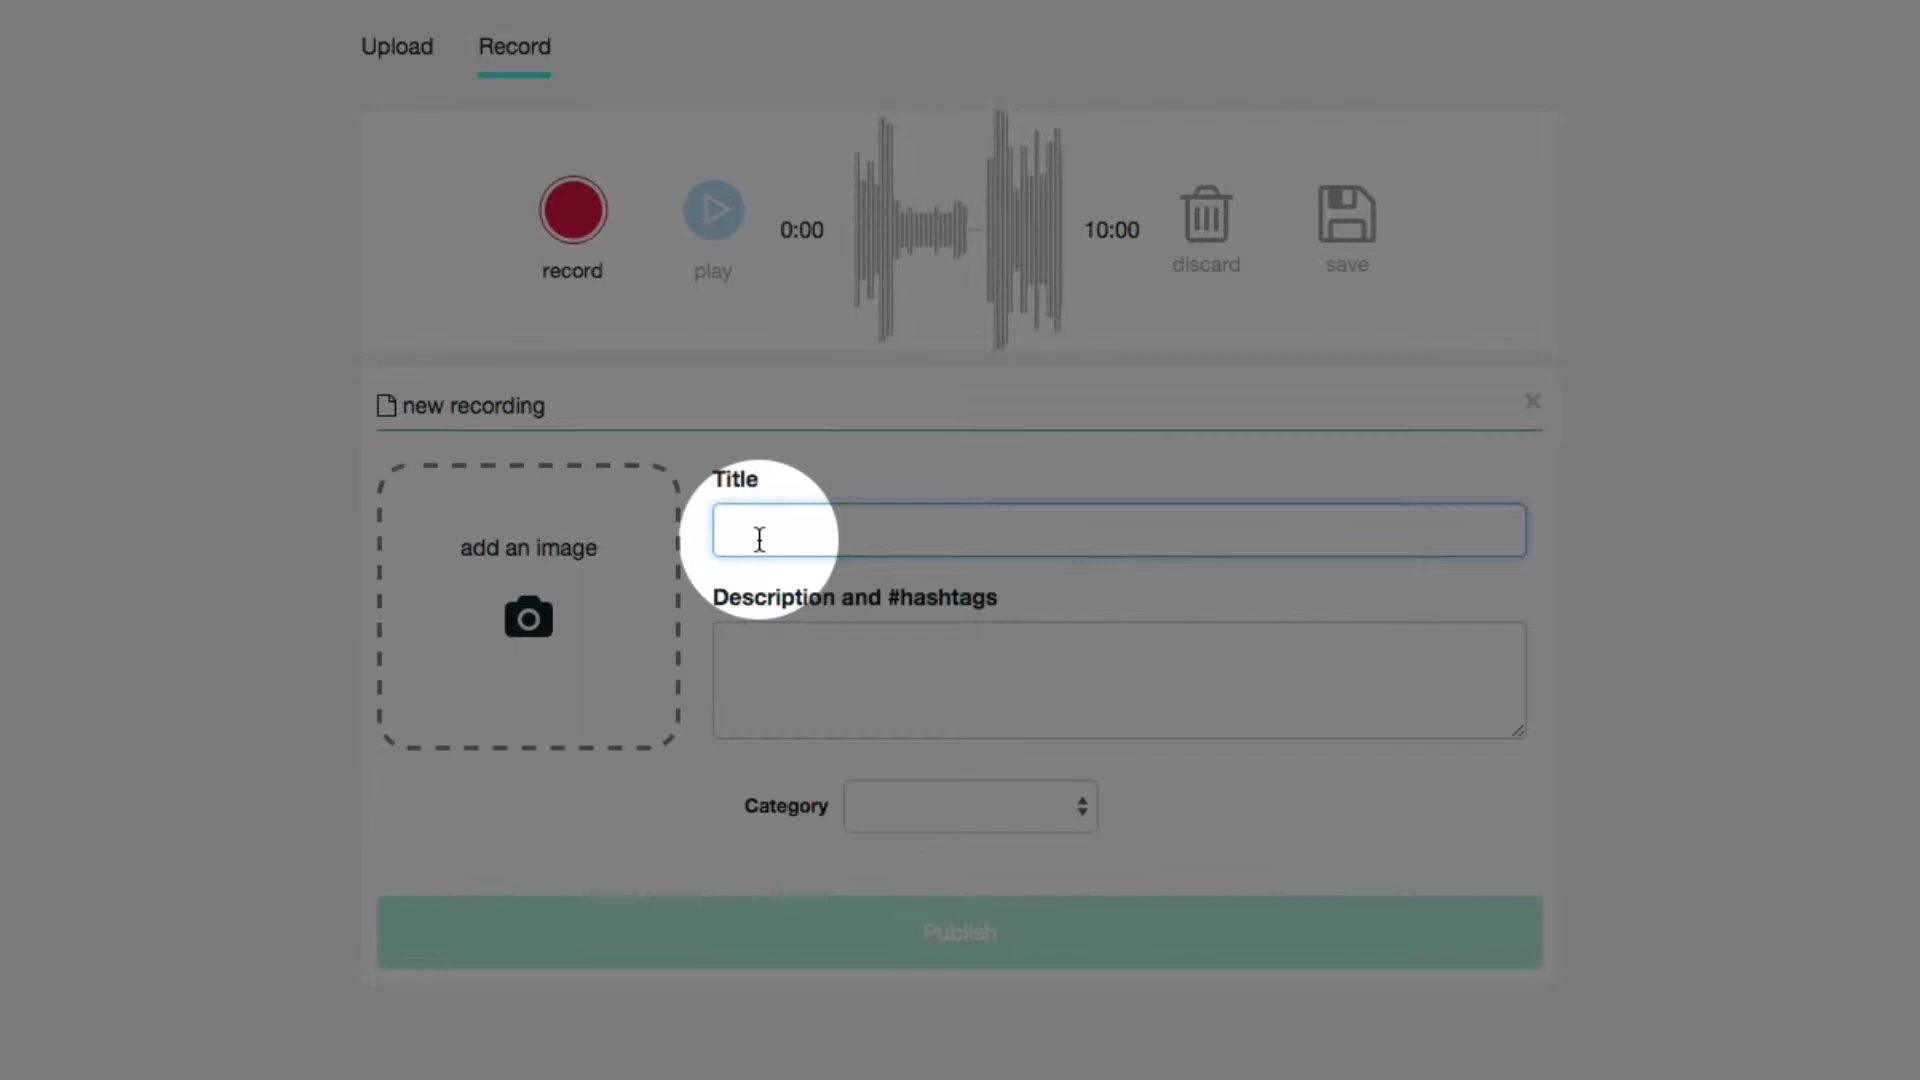 Upload
Record
record
play
0:00
10:00
discard
save
new recording
add an image
Title
Description and #hashtags
Category
Publish